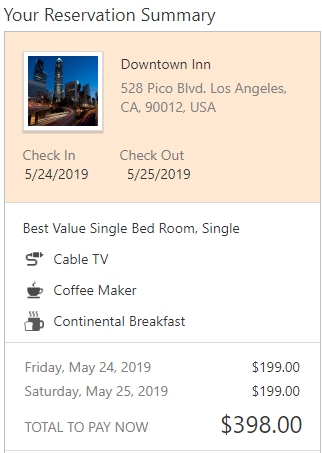 Your Reservation Summary
Downtown Inn
528 Pico Blvd. Los Angeles,
CA, 90012, USA
Check In Check Out
5/24/2019 5/25/2019
Best Value Single Bed Room, Single
Cable TV
Coffee Maker
Continental Breakfast
Friday, May 24, 2019 $199.00
Saturday, May 25, 2019 $199.00
TOTAL TO PAY NOW $398.00